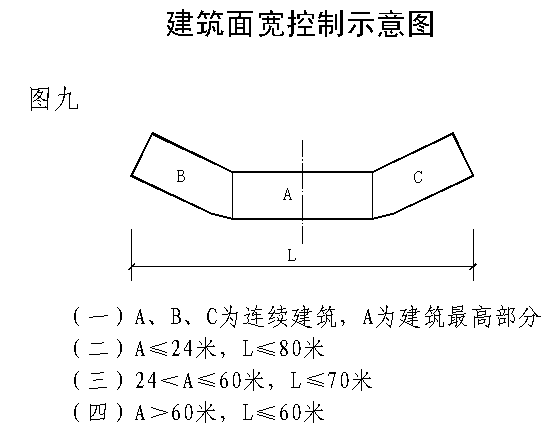 建筑面宽控制示意图
图九
B
A
C
L
(一)A、B、C为连续建筑，A为建筑最高部分
(二)A≤24米，L≤80米
(三)24<A≤60米，L≤70米
(四)A>60米，L≤60米